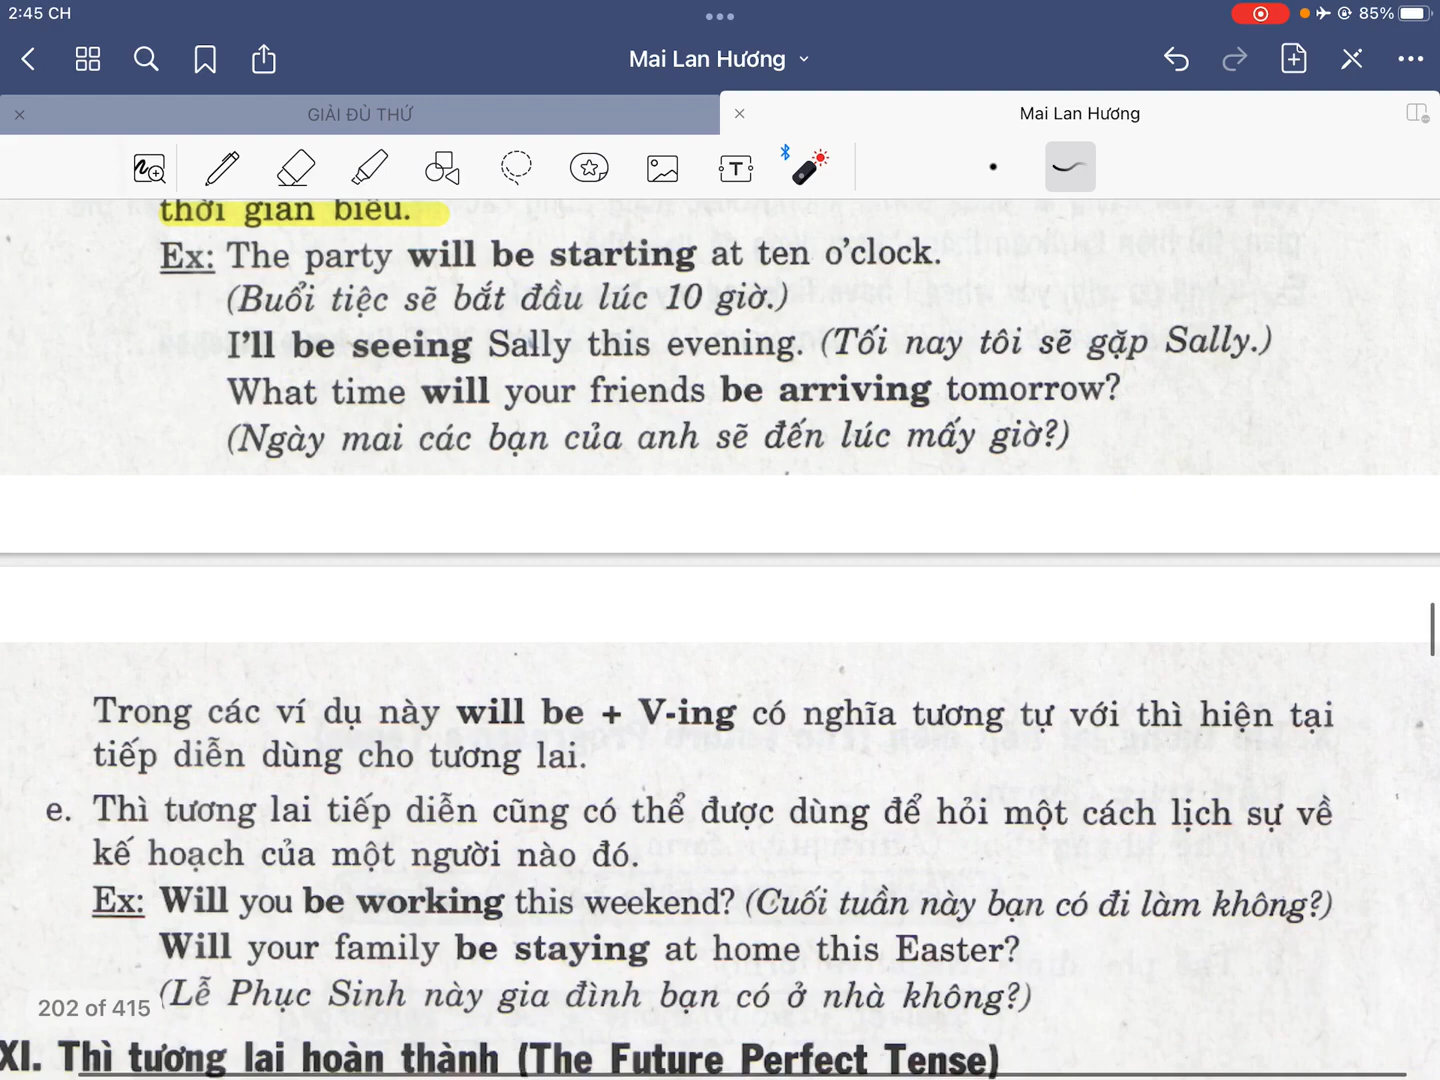 2:45 CH
85%
Mai Lan Hương
GIẢI ĐỦ THỨ
Mai Lan Hương
thời gian biểu.
Ex: The party will be starting at ten o’clock.
(Buổi tiệc sẽ bắt đầu lúc 10 giờ.)
I’ll be seeing Sally this evening. (Tối nay tôi sẽ gặp Sally.)
What time will your friends be arriving tomorrow?
(Ngày mai các bạn của anh sẽ đến lúc mấy giờ?)
Trong các ví dụ này will be + V-ing có nghĩa tương tự với thì hiện tại
tiếp diễn dùng cho tương lai.
e. Thì tương lai tiếp diễn cũng có thể được dùng để hỏi một cách lịch sự về
kế hoạch của một người nào đó.
Ex: Will you be working this weekend? (Cuối tuần này bạn có đi làm không?)
Will your family be staying at home this Easter?
(Lễ Phục Sinh này gia đình bạn có ở nhà không?)
202 of 415
XI. Thì tương lai hoàn thành (The Future Perfect Tense)